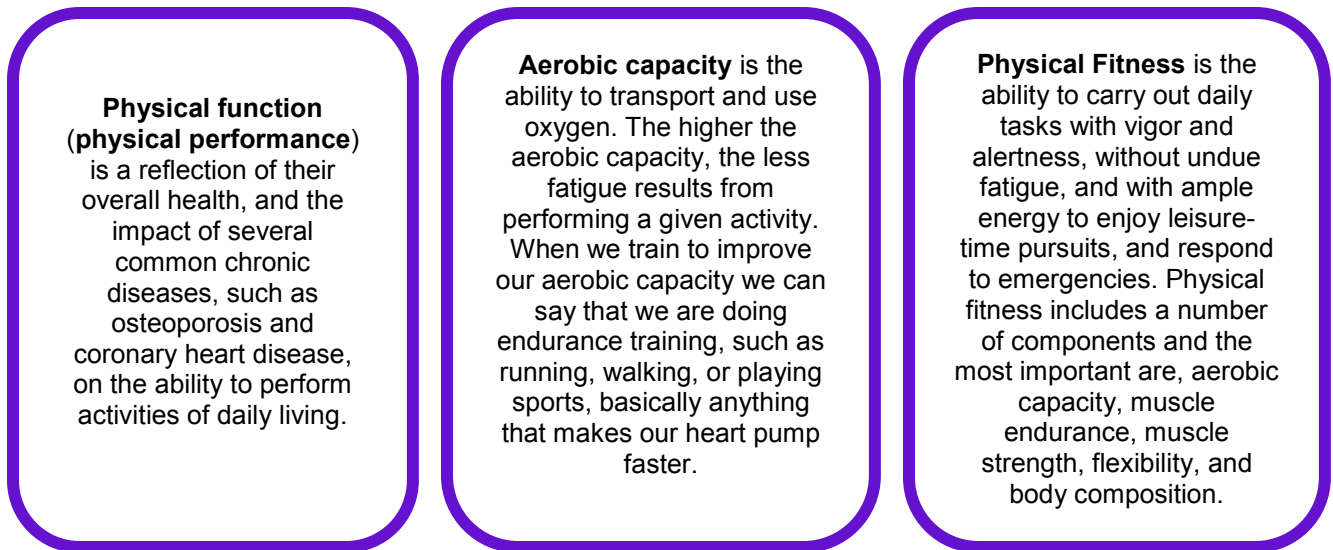 Physical function
(physical performance)
is a reflection of their
overall health, and the
impact of several
common chronic
diseases, such as
osteoporosis and
coronary heart disease,
on the ability to perform
activities of daily living.
Aerobic capacity is the
ability to transport and use
oxygen. The higher the
aerobic capacity, the less
fatigue results from
performing a given activity.
When we train to improve
our aerobic capacity we can
say that we are doing
endurance training, such as
running, walking, or playing
sports, basically anything
that makes our heart pump
faster.
Physical Fitness is the
ability to carry out daily
tasks with vigor and
alertness, without undue
fatigue, and with ample
energy to enjoy leisure-
time pursuits, and respond
to emergencies. Physical
fitness includes a number
of components and the
most important are, aerobic
capacity, muscle
endurance, muscle
strength, flexibility, and
body composition.